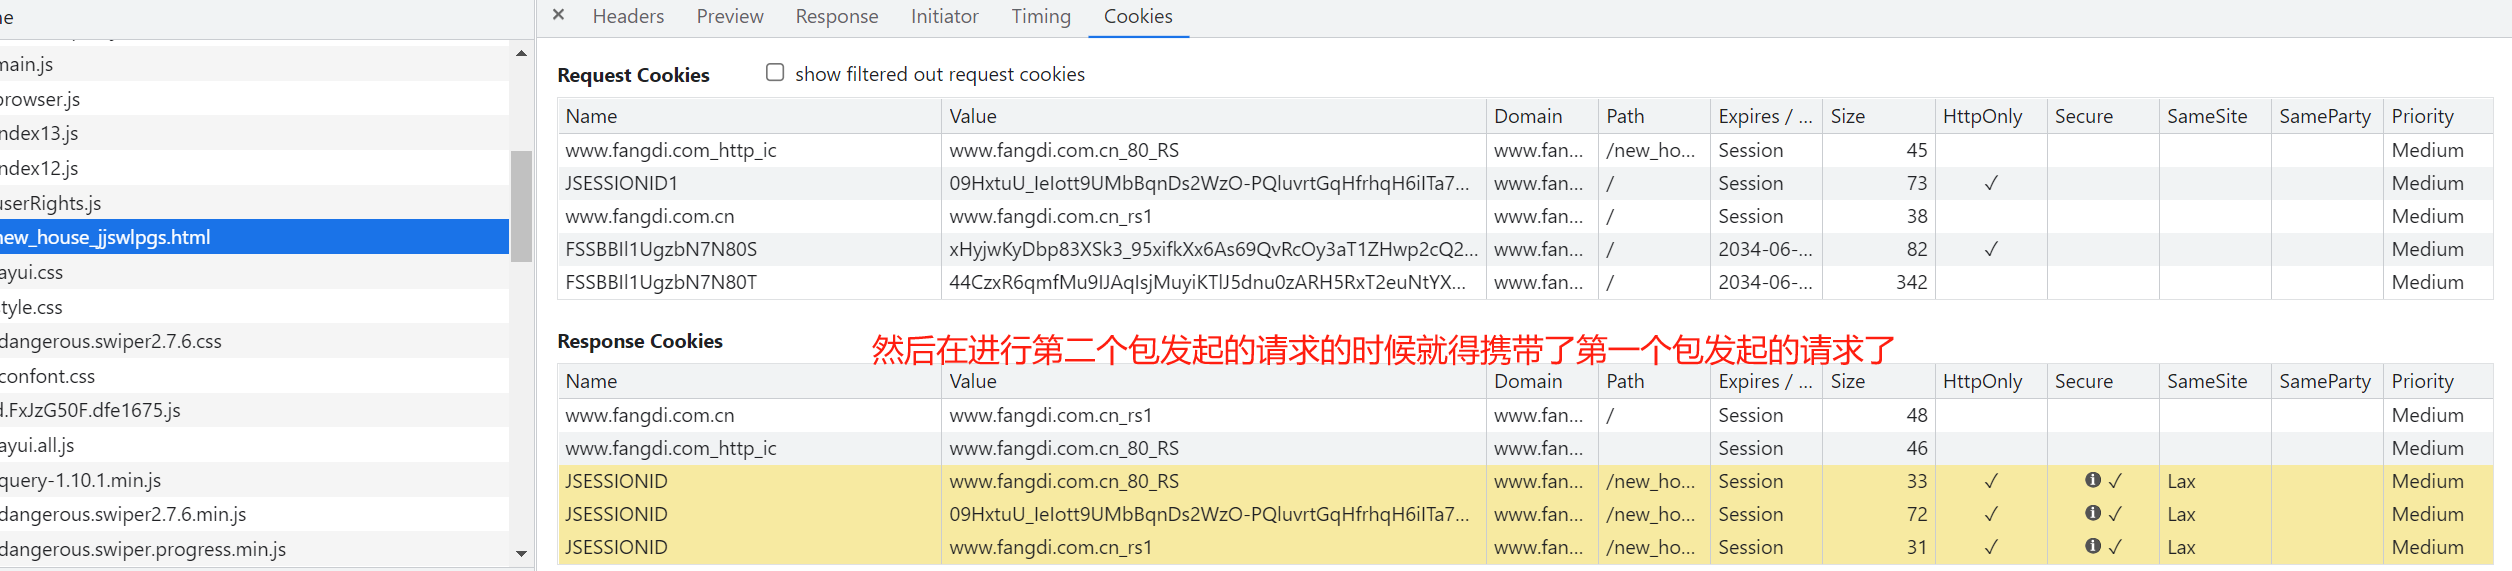 ne
Headers Preview Response Initiator Timing Cookies
main.js
browser.js
index13.js
index12.js
userRights.js
new_house_jjswlpgs.html
ayui.css
style.css
dangerous.swiper2.7.6.css
confont.css
d.FxJzG50F.dfe1675.js
ayui.all.js
query-1.10.1.min.js
dangerous.swiper2.7.6.min.js
dangerous.swiper.progress.min.js
Request Cookies show filtered out request cookies
Name Value Domain Path Expires / ... Size HttpOnly Secure SameSite SameParty Priority
www.fangdi.com_http_ic www.fangdi.com.cn_80_RS www.fan... /new_ho... Session 45 Medium
JSESSIONID1 09HxtuU_IeIott9UMbBqnDs2WzO-PQluvrtGqHfrhqH6iITa7... www.fan... / Session 73 ✓ Medium
www.fangdi.com.cn www.fangdi.com.cn_rs1 www.fan... / Session 38 Medium
FSSBBIl1UgzbN7N80S xHyjwKyDbp83XSk3_95xifkXx6As69QvRcOy3aT1ZHwp2cQ2... www.fan... / 2034-06-... 82 ✓ Medium
FSSBBIl1UgzbN7N80T 44CzxR6qmfMu9IJAqIsjMuyiKTlJ5dnu0zARH5RxT2euNtYX... www.fan... / 2034-06-... 342 Medium
Response Cookies
然后在进行第二个包发起的请求的时候就得携带了第一个包发起的请求了
Name Value Domain Path Expires / ... Size HttpOnly Secure SameSite SameParty Priority
www.fangdi.com.cn www.fangdi.com.cn_rs1 www.fan... / Session 48 Medium
www.fangdi.com_http_ic www.fangdi.com.cn_80_RS www.fan... Session 46 Medium
JSESSIONID www.fangdi.com.cn_80_RS www.fan... /new_ho... Session 33 ✓ ✓ Lax Medium
JSESSIONID 09HxtuU_IeIott9UMbBqnDs2WzO-PQluvrtGqHfrhqH6iITa7... www.fan... /new_ho... Session 72 ✓ ✓ Lax Medium
JSESSIONID www.fangdi.com.cn_rs1 www.fan... /new_ho... Session 31 ✓ ✓ Lax Medium